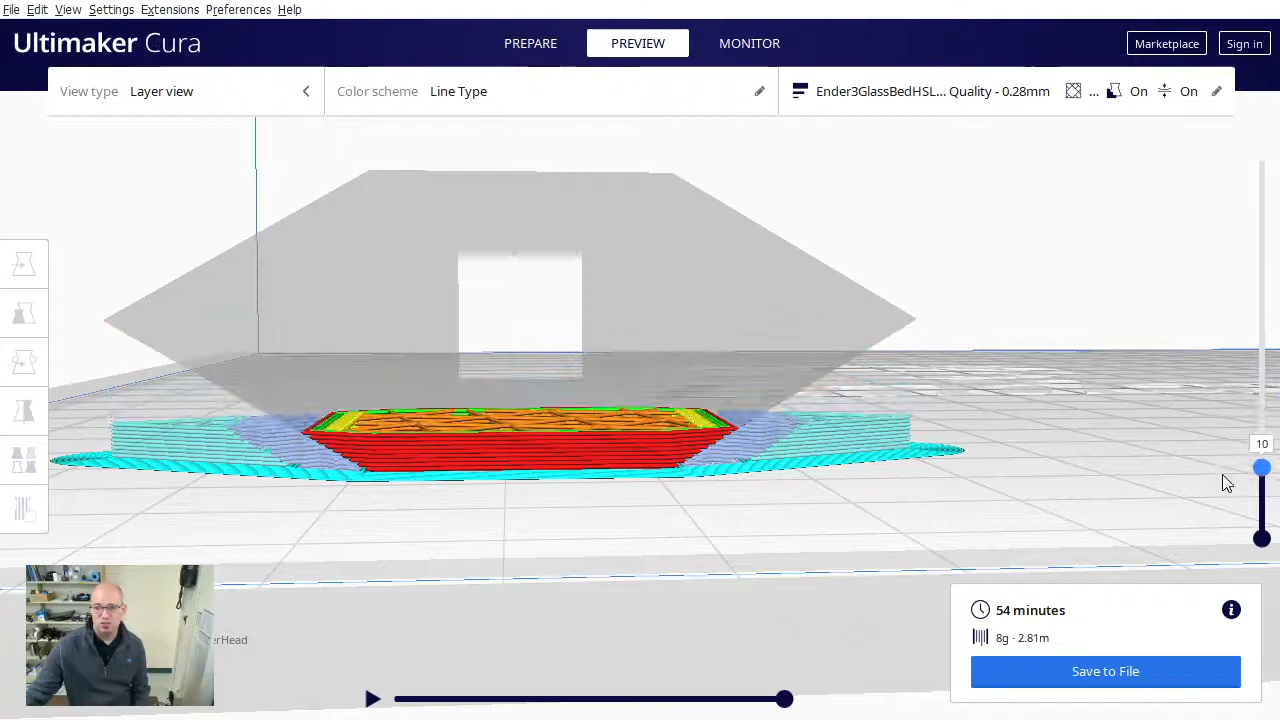 File Edit View Settings Extensions Preferences Help
Ultimaker Cura
PREPARE
PREVIEW
MONITOR
Marketplace
Sign in
View type Layer view
Color scheme Line Type
Ender3GlassBedHSL... Quality - 0.28mm
...
On
On
10
54 minutes
8g · 2.81m
Save to File
erHead